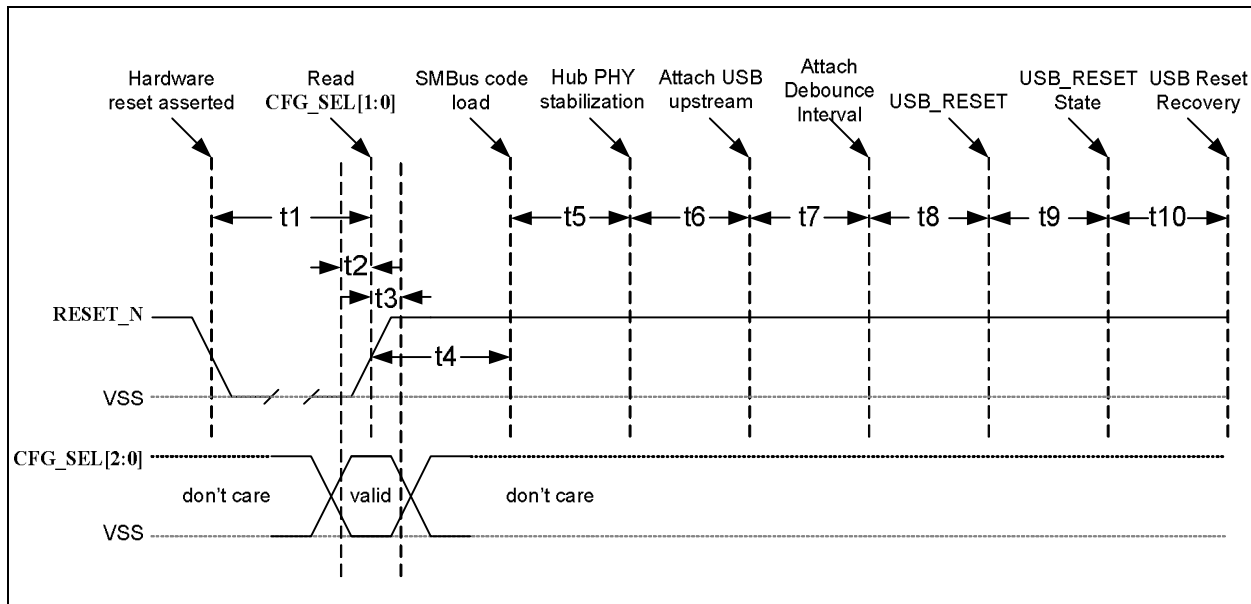 Hardware
reset asserted
Read
CFG_SEL[1:0]
SMBus code
load
Hub PHY
stabilization
Attach USB
upstream
Attach
Debounce
Interval
USB_RESET
USB_RESET
State
USB Reset
Recovery
t1
t5
t6
t7
t8
t9
t10
t2
t3
RESET_N
t4
VSS
CFG_SEL[2:0]
don't care
valid
don't care
VSS